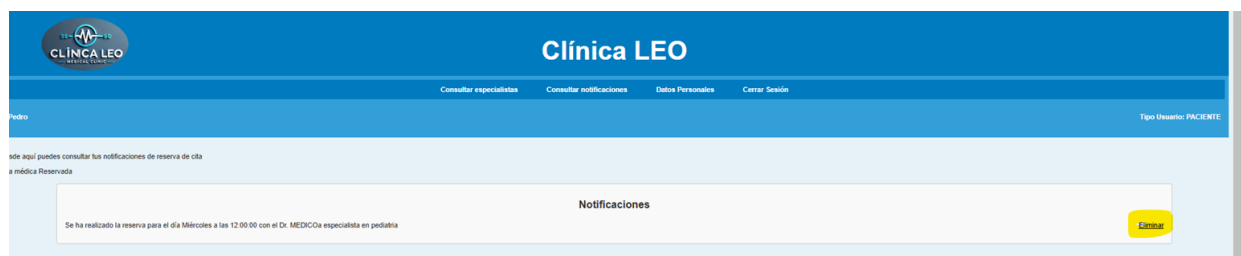 CLÍNCA LEO
MEDICAL CLINIC
Clínica LEO
Consultar especialistas Consultar notificaciones Datos Personales Cerrar Sesión
Pedro Tipo Usuario: PACIENTE
sde aquí puedes consultar tus notificaciones de reserva de cita
a médica Reservada
Notificaciones
Se ha realizado la reserva para el día Miércoles a las 12:00:00 con el Dr. MEDICOa especialista en pediatria Eliminar